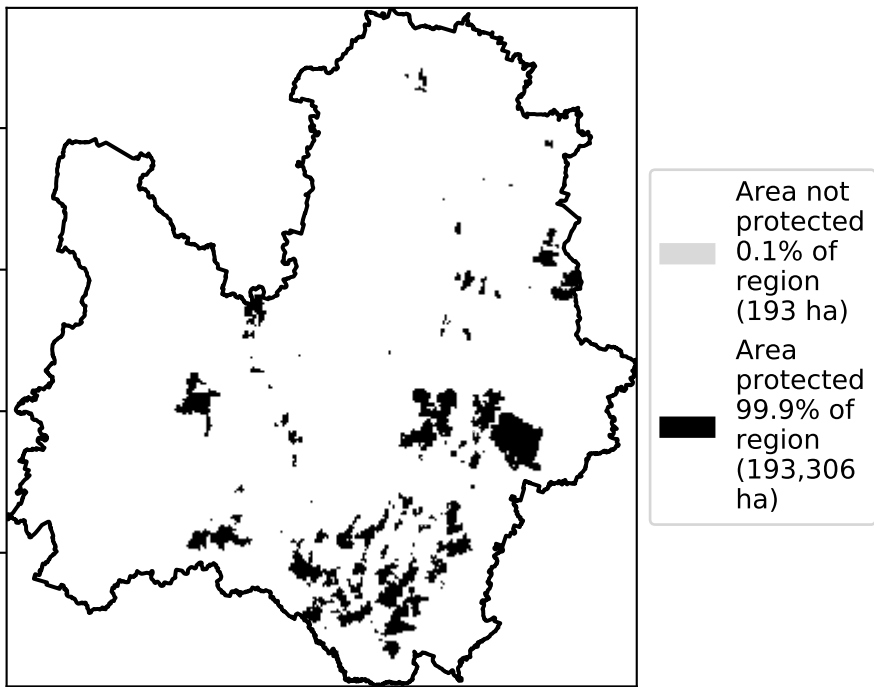 Area not
protected
0.1% of
region
(193 ha)
Area
protected
99.9% of
region
(193,306
ha)